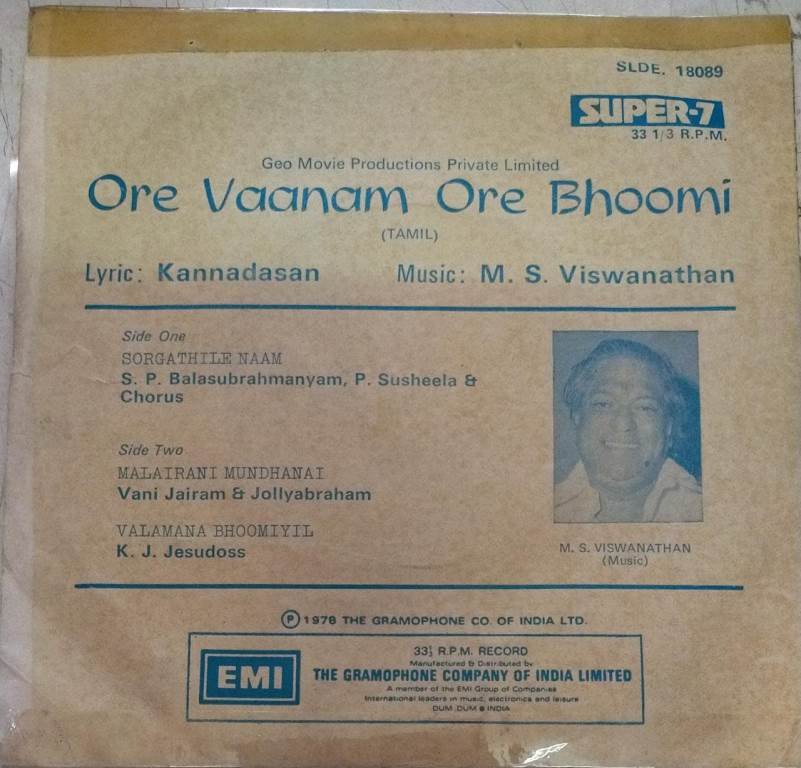 SLDE. 18089
SUPER-7
33 1/3 R.P.M.
Geo Movie Productions Private Limited
Ore Vaanam Ore Bhoomi
(TAMIL)
Lyric: Kannadasan Music: M. S. Viswanathan
Side One
SORGATHILE NAAM
S. P. Balasubrahmanyam, P. Susheela &
Chorus
Side Two
MALAIRANI MUNDHANAI
Vani Jairam & Jollyabraham
VALAMANA BHOOMIYIL
K. J. Jesudoss
M. S. VISWANATHAN
(Music)
Ⓟ 1978 THE GRAMOPHONE CO. OF INDIA LTD.
EMI
33⅓ R.P.M. RECORD
Manufactured & Distributed by
THE GRAMOPHONE COMPANY OF INDIA LIMITED
A member of the EMI Group of Companies
International leaders in music, electronics and leisure
DUM DUM ● INDIA